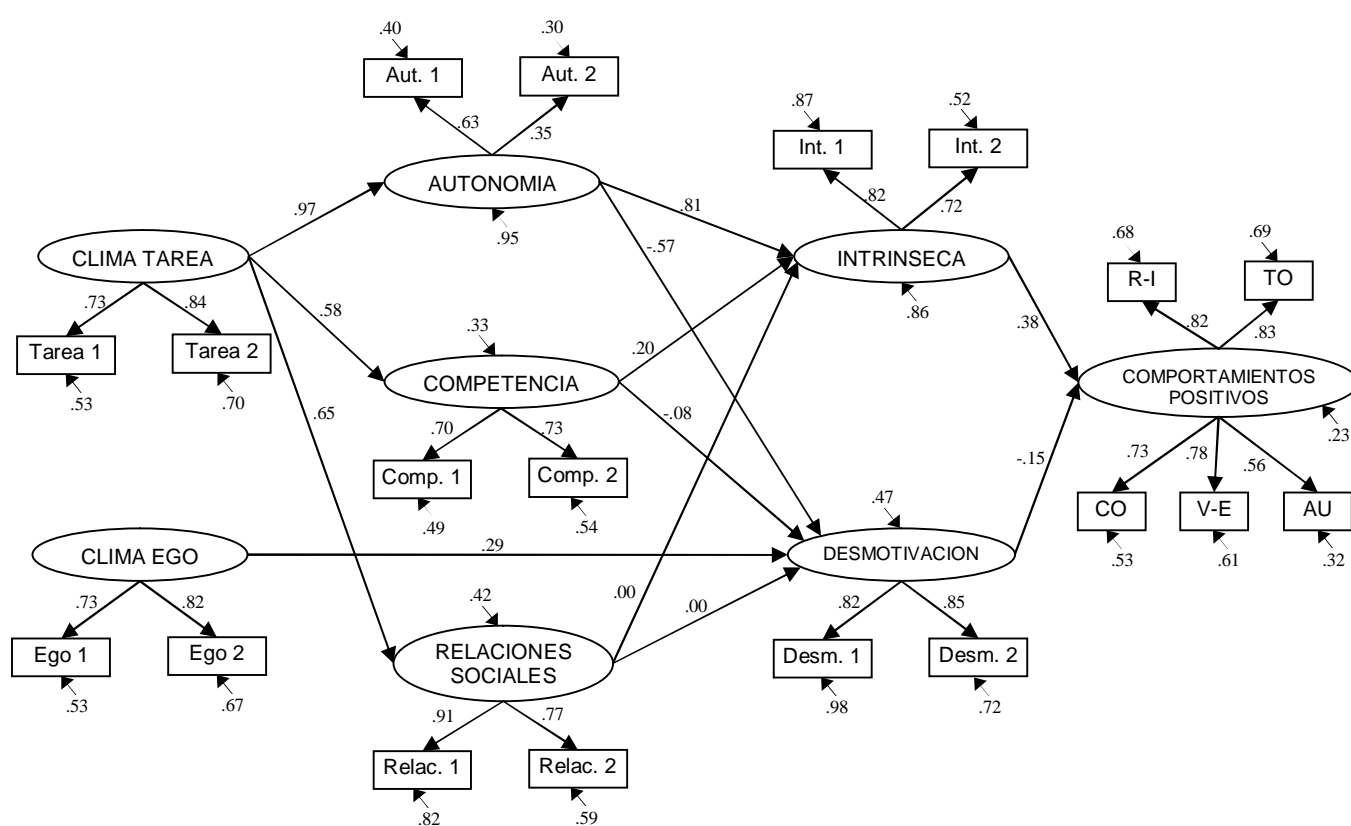 .40
.30
Aut. 1
Aut. 2
.63
.35
.87
.52
Int. 1
Int. 2
AUTONOMIA
.97
.95
.81
-.57
.82
.72
CLIMA TAREA
INTRINSECA
.86
.68
.69
R-I
TO
.73
.84
.58
.33
.20
.38
.82
.83
Tarea 1
Tarea 2
.53
.70
COMPETENCIA
COMPORTAMIENTOS
POSITIVOS
.23
.65
.70
.73
-.08
-.15
.73
.78
.56
Comp. 1
Comp. 2
.49
.54
.47
CO
V-E
AU
.53
.61
.32
CLIMA EGO
.29
DESMOTIVACION
.73
.82
.42
.00
.00
.82
.85
Ego 1
Ego 2
.53
.67
RELACIONES
SOCIALES
Desm. 1
Desm. 2
.98
.72
.91
.77
Relac. 1
Relac. 2
.82
.59